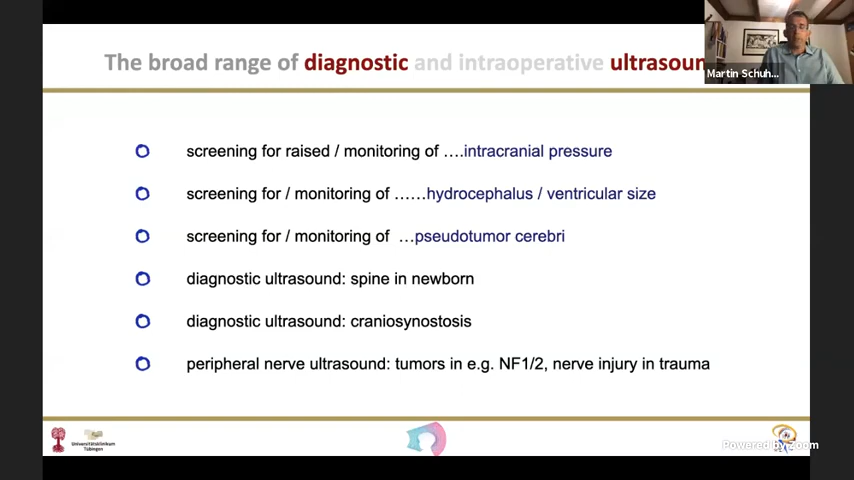 The broad range of diagnostic and intraoperative ultrasoun
Martin Schuh...
screening for raised / monitoring of ….intracranial pressure
screening for / monitoring of ……hydrocephalus / ventricular size
screening for / monitoring of …pseudotumor cerebri
diagnostic ultrasound: spine in newborn
diagnostic ultrasound: craniosynostosis
peripheral nerve ultrasound: tumors in e.g. NF1/2, nerve injury in trauma
Universitätsklinikum
Tübingen
Powered by Zoom